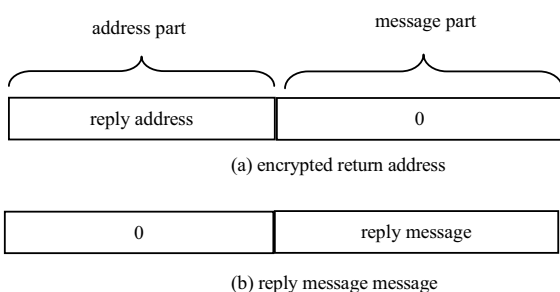 address part
message part
reply address
0
(a) encrypted return address
0
reply message
(b) reply message message